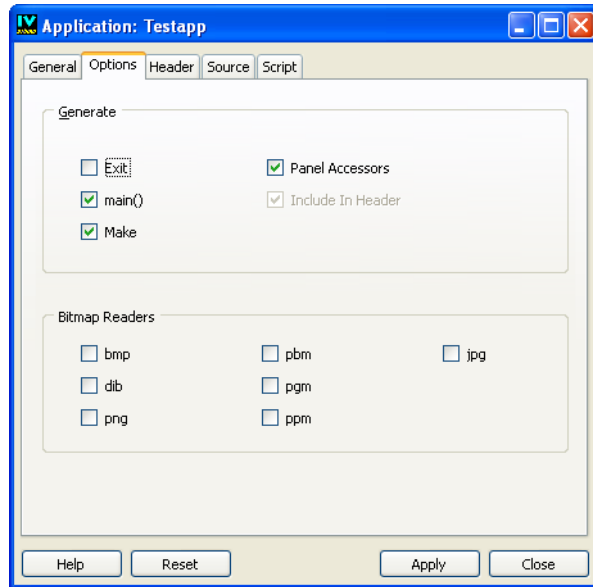 Application: Testapp
General Options Header Source Script
Generate
Exit Panel Accessors
main() Include In Header
Make
Bitmap Readers
bmp pbm jpg
dib pgm
png ppm
Help Reset Apply Close